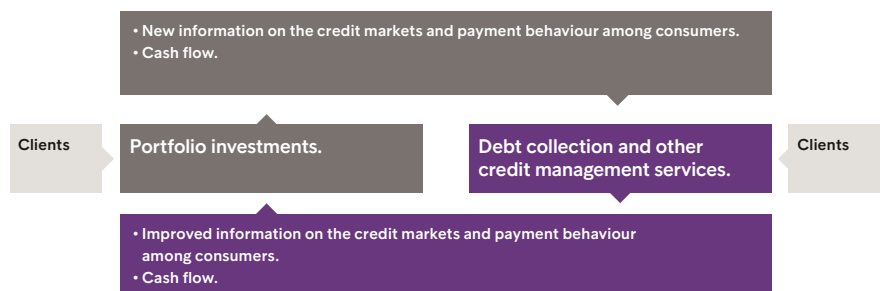 • New information on the credit markets and payment behaviour among consumers.
• Cash flow.
Clients
Portfolio investments.
Debt collection and other
credit management services.
Clients
• Improved information on the credit markets and payment behaviour
among consumers.
• Cash flow.